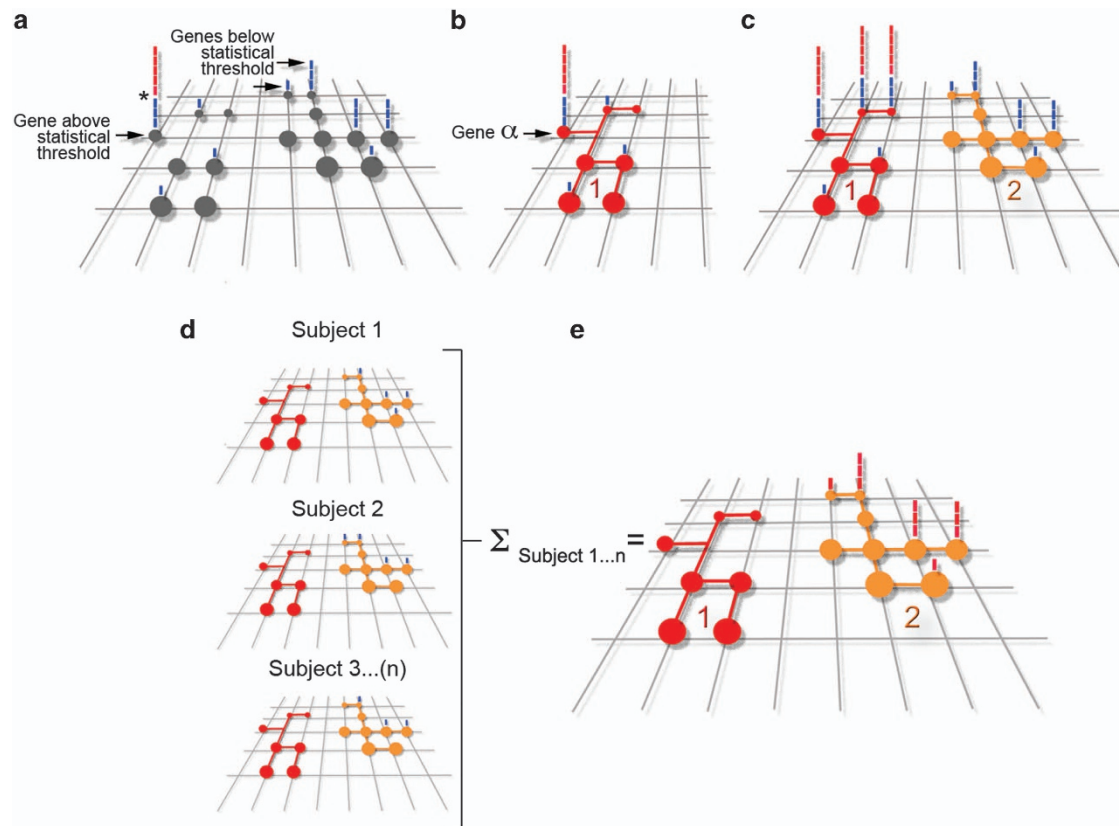 a
Genes below
statistical
threshold
*
Gene above
statistical
threshold
b
Gene α
1
c
1
2
d
Subject 1
Subject 2
Subject 3...(n)
e
Σ Subject 1...n =
1
2